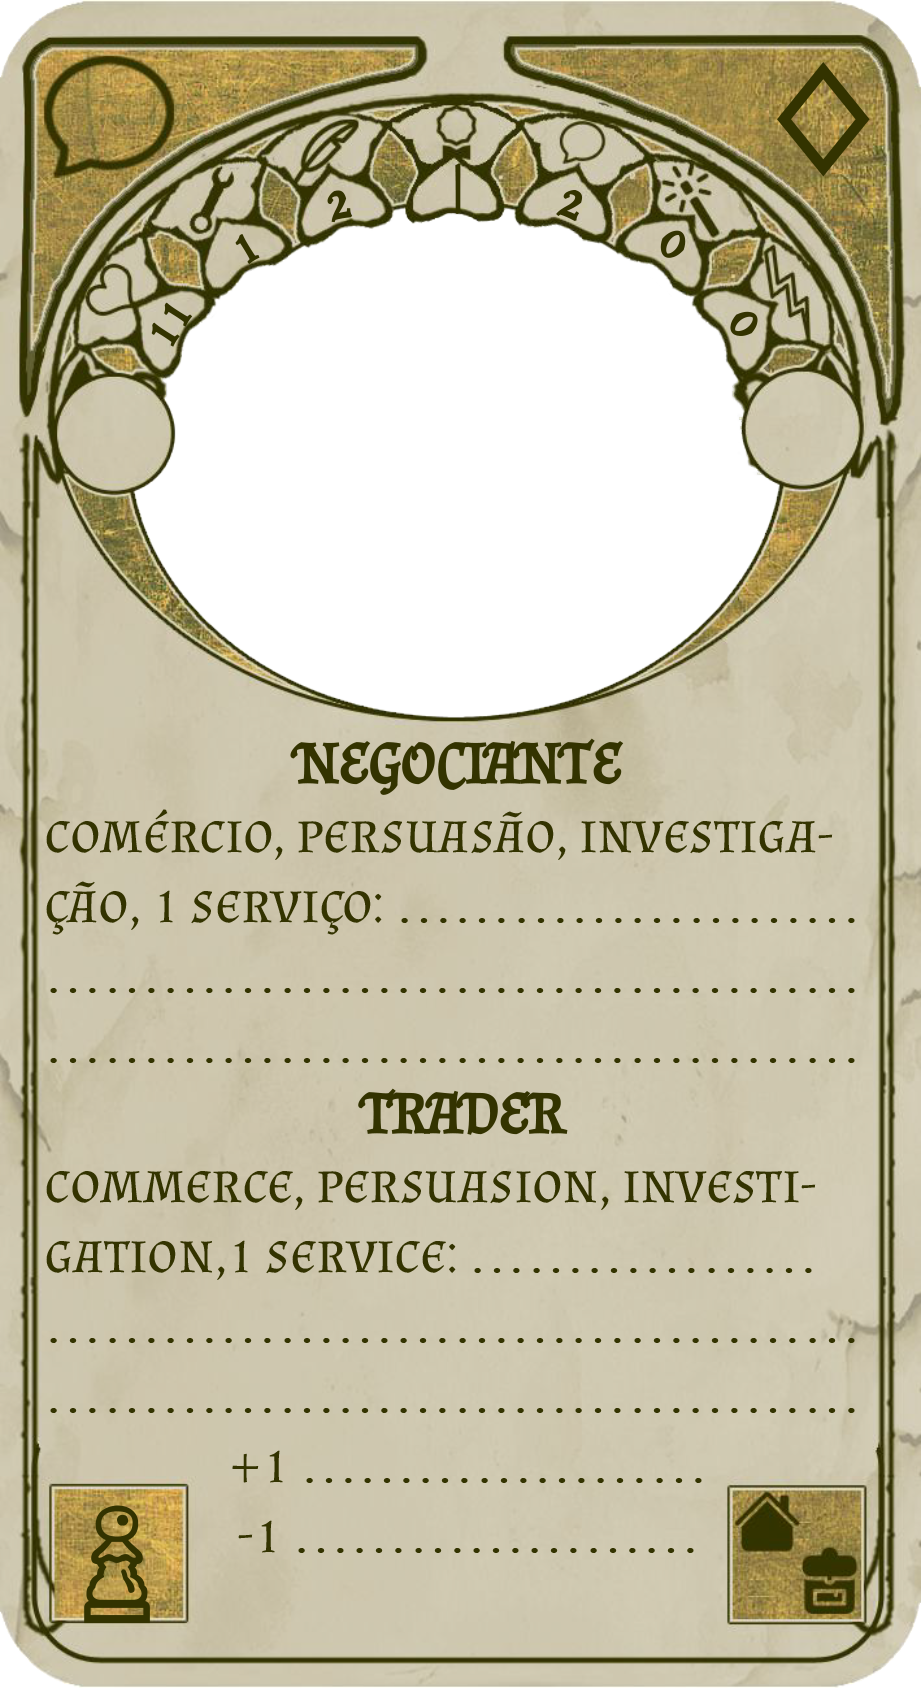 11
1
2
2
0
0
NEGOCIANTE
COMÉRCIO, PERSUASÃO, INVESTIGA-
ÇÃO, 1 SERVIÇO: .........................
..................................................
..................................................
TRADER
COMMERCE, PERSUASION, INVESTI-
GATION,1 SERVICE: ..................
..................................................
..................................................
+1 .....................
-1 .....................